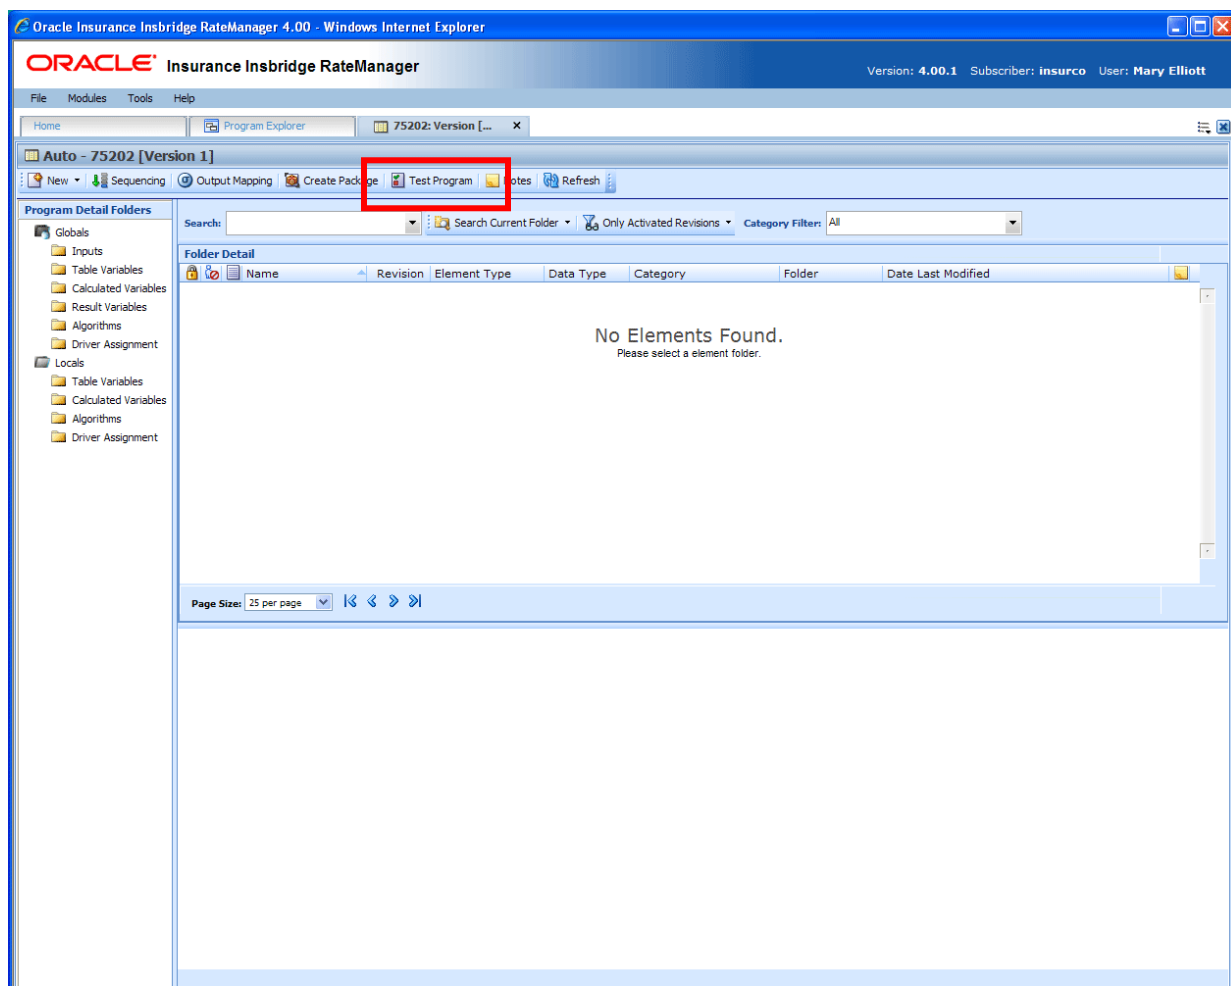 Oracle Insurance Insbridge RateManager 4.00 - Windows Internet Explorer
ORACLE Insurance Insbridge RateManager
Version: 4.00.1 Subscriber: insurco User: Mary Elliott
File Modules Tools Help
Home Program Explorer 75202: Version [... X
Auto - 75202 [Version 1]
New Sequencing Output Mapping Create Package Test Program Notes Refresh
Program Detail Folders
Globals
Inputs
Table Variables
Calculated Variables
Result Variables
Algorithms
Driver Assignment
Locals
Table Variables
Calculated Variables
Algorithms
Driver Assignment
Search: Search Current Folder Only Activated Revisions Category Filter: All
Folder Detail
Name Revision Element Type Data Type Category Folder Date Last Modified
No Elements Found.
Please select a element folder.
Page Size: 25 per page